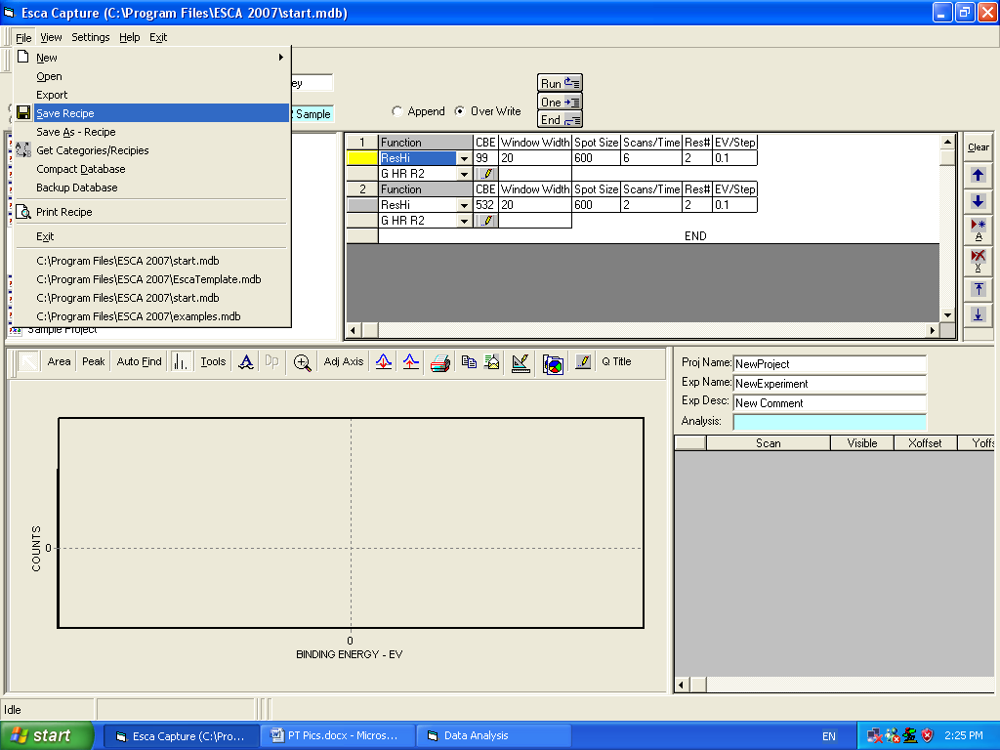 Esca Capture (C:\Program Files\ESCA 2007\start.mdb)
File View Settings Help Exit
New
Open
Export
Save Recipe
Save As - Recipe
Get Categories/Recipies
Compact Database
Backup Database
Print Recipe
Exit
C:\Program Files\ESCA 2007\start.mdb
C:\Program Files\ESCA 2007\EscaTemplate.mdb
C:\Program Files\ESCA 2007\start.mdb
C:\Program Files\ESCA 2007\examples.mdb
Sample Project
Sample
Append Over Write
Run
One
End
1 Function CBE Window Width Spot Size Scans/Time Res# EV/Step
ResHi 99 20 600 6 2 0.1
G HR R2
2 Function CBE Window Width Spot Size Scans/Time Res# EV/Step
ResHi 532 20 600 2 2 0.1
G HR R2
END
Clear
A
X
Area Peak Auto Find Tools A Dp Adj Axis Q Title
COUNTS
0
0
BINDING ENERGY - EV
Proj Name: NewProject
Exp Name: NewExperiment
Exp Desc: New Comment
Analysis:
Scan Visible Xoffset Yoffs
Idle
start Esca Capture (C:\Pro... PT Pics.docx - Micros... Data Analysis EN 2:25 PM